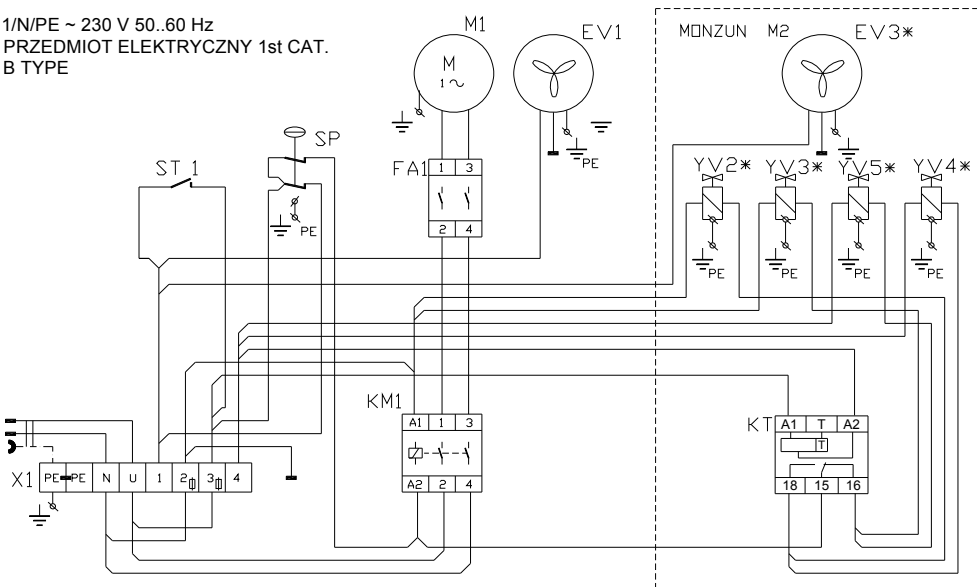 1/N/PE ~ 230 V 50..60 Hz
PRZEDMIOT ELEKTRYCZNY 1st CAT.
B TYPE
M1
EV1
MONZUN M2 EV3*
M
1~
SP
ST 1
FA1
1 3
2 4
PE
PE
YV2* YV3* YV5* YV4*
PE PE PE PE
KM1
A1 1 3
A2 2 4
KT
A1 T A2
T
18 15 16
X1
PE PE N U 1 2 3 4